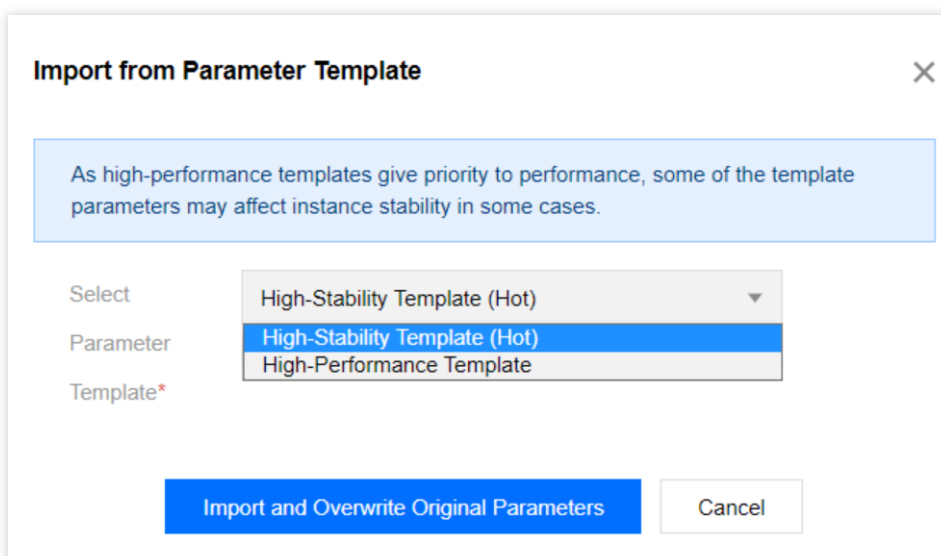 Import from Parameter Template
As high-performance templates give priority to performance, some of the template
parameters may affect instance stability in some cases.
Select
Parameter
Template*
High-Stability Template (Hot)
High-Stability Template (Hot)
High-Performance Template
Import and Overwrite Original Parameters
Cancel